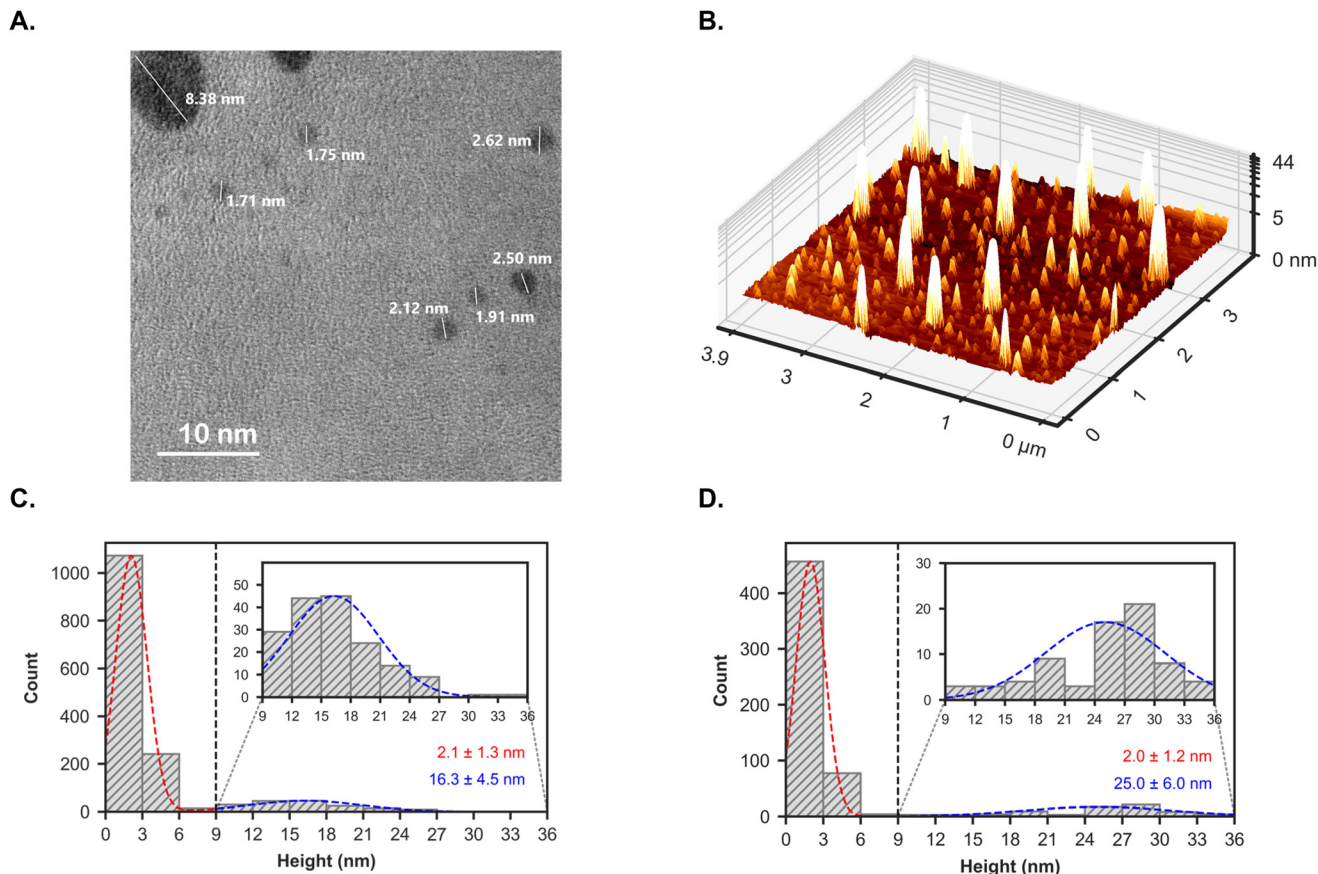 A.
8.38 nm
1.75 nm
2.62 nm
1.71 nm
2.50 nm
2.12 nm
1.91 nm
10 nm
B.
44
5
0 nm
3.9
3
2
1
0 µm
0
1
2
3
C.
Count
1000
800
600
400
200
0
0 3 6 9 12 15 18 21 24 27 30 33 36
Height (nm)
50
40
30
20
10
0
9 12 15 18 21 24 27 30 33 36
2.1 ± 1.3 nm
16.3 ± 4.5 nm
D.
Count
400
300
200
100
0
0 3 6 9 12 15 18 21 24 27 30 33 36
Height (nm)
30
20
10
0
9 12 15 18 21 24 27 30 33 36
2.0 ± 1.2 nm
25.0 ± 6.0 nm